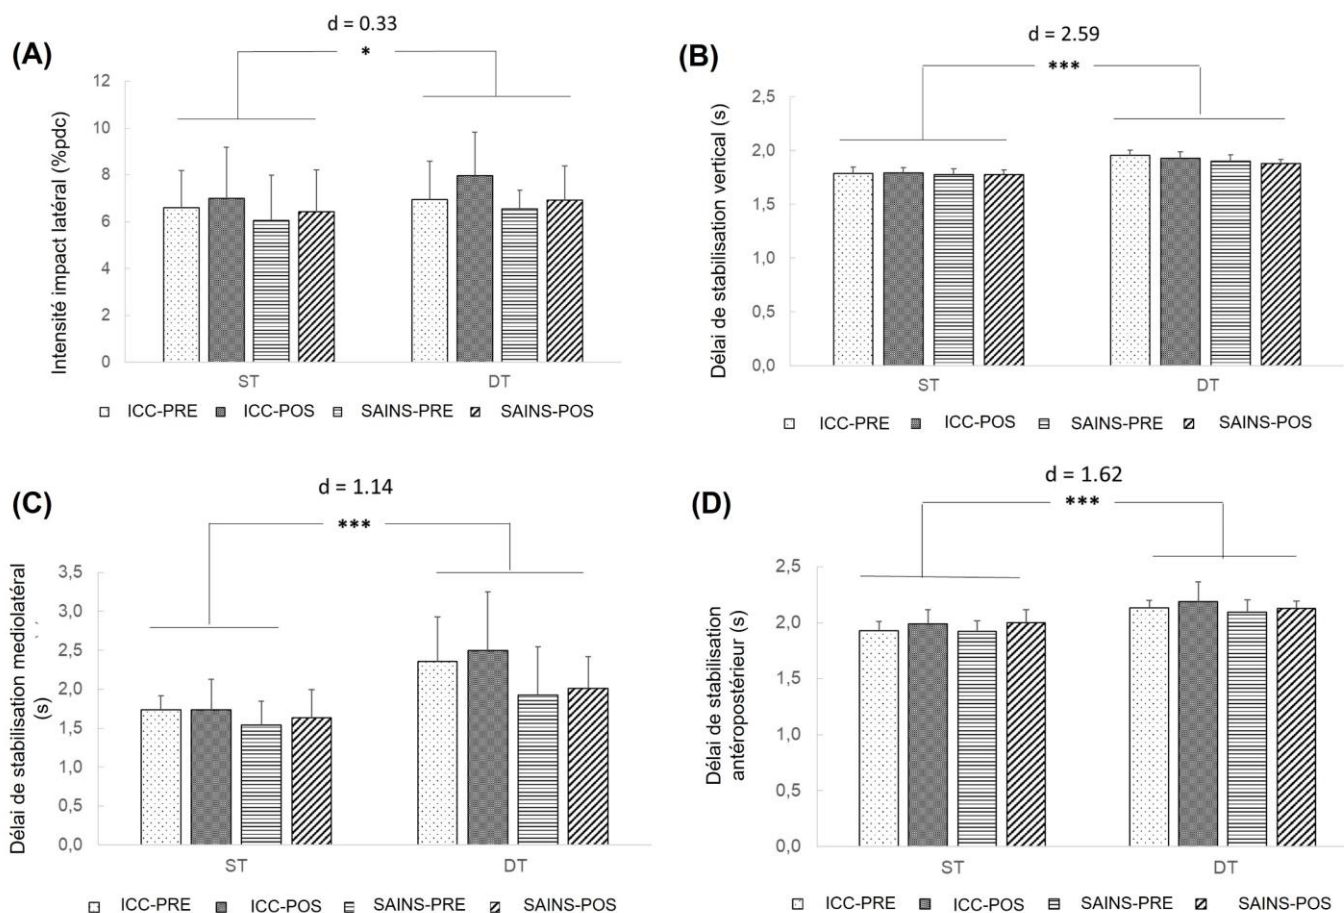 d = 0.33
(A)
*
Intensité impact latéral (%pdc)
12
10
8
6
4
2
0
ST
DT
ICC-PRE
ICC-POS
SAINS-PRE
SAINS-POS
d = 2.59
(B)
***
Délai de stabilisation vertical (s)
2,5
2,0
1,5
1,0
0,5
0,0
ST
DT
ICC-PRE
ICC-POS
SAINS-PRE
SAINS-POS
d = 1.14
(C)
***
Délai de stabilisation mediolatéral
(s)
3,5
3,0
2,5
2,0
1,5
1,0
0,5
0,0
ST
DT
ICC-PRE
ICC-POS
SAINS-PRE
SAINS-POS
d = 1.62
(D)
***
Délai de stabilisation
antéropostérieur (s)
2,5
2,0
1,5
1,0
0,5
0,0
ST
DT
ICC-PRE
ICC-POS
SAINS-PRE
SAINS-POS